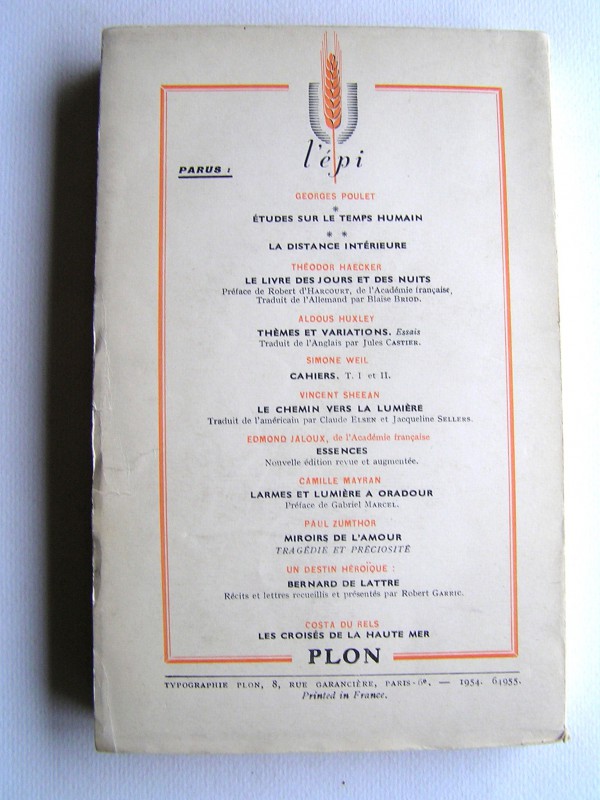 l'épi
PARUS :
GEORGES POULET
*
ÉTUDES SUR LE TEMPS HUMAIN
* *
LA DISTANCE INTÉRIEURE
THÉODOR HAECKER
LE LIVRE DES JOURS ET DES NUITS
Préface de Robert d'HARCOURT, de l'Académie française,
Traduit de l'Allemand par Blaise BRIOD.
ALDOUS HUXLEY
THÈMES ET VARIATIONS. Essais
Traduit de l'Anglais par Jules CASTIER.
SIMONE WEIL
CAHIERS. T. I et II.
VINCENT SHEEAN
LE CHEMIN VERS LA LUMIÈRE
Traduit de l'américain par Claude ELSEN et Jacqueline SELLERS.
EDMOND JALOUX, de l'Académie française
ESSENCES
Nouvelle édition revue et augmentée.
CAMILLE MAYRAN
LARMES ET LUMIÈRE A ORADOUR
Préface de Gabriel MARCEL.
PAUL ZUMTHOR
MIROIRS DE L'AMOUR
TRAGÉDIE ET PRÉCIOSITÉ
UN DESTIN HÉROÏQUE :
BERNARD DE LATTRE
Récits et lettres recueillis et présentés par Robert GARRIC.
COSTA DU RELS
LES CROISÉS DE LA HAUTE MER
PLON
TYPOGRAPHIE PLON, 8, RUE GARANCIÈRE, PARIS-6e. — 1954. 64955.
Printed in France.